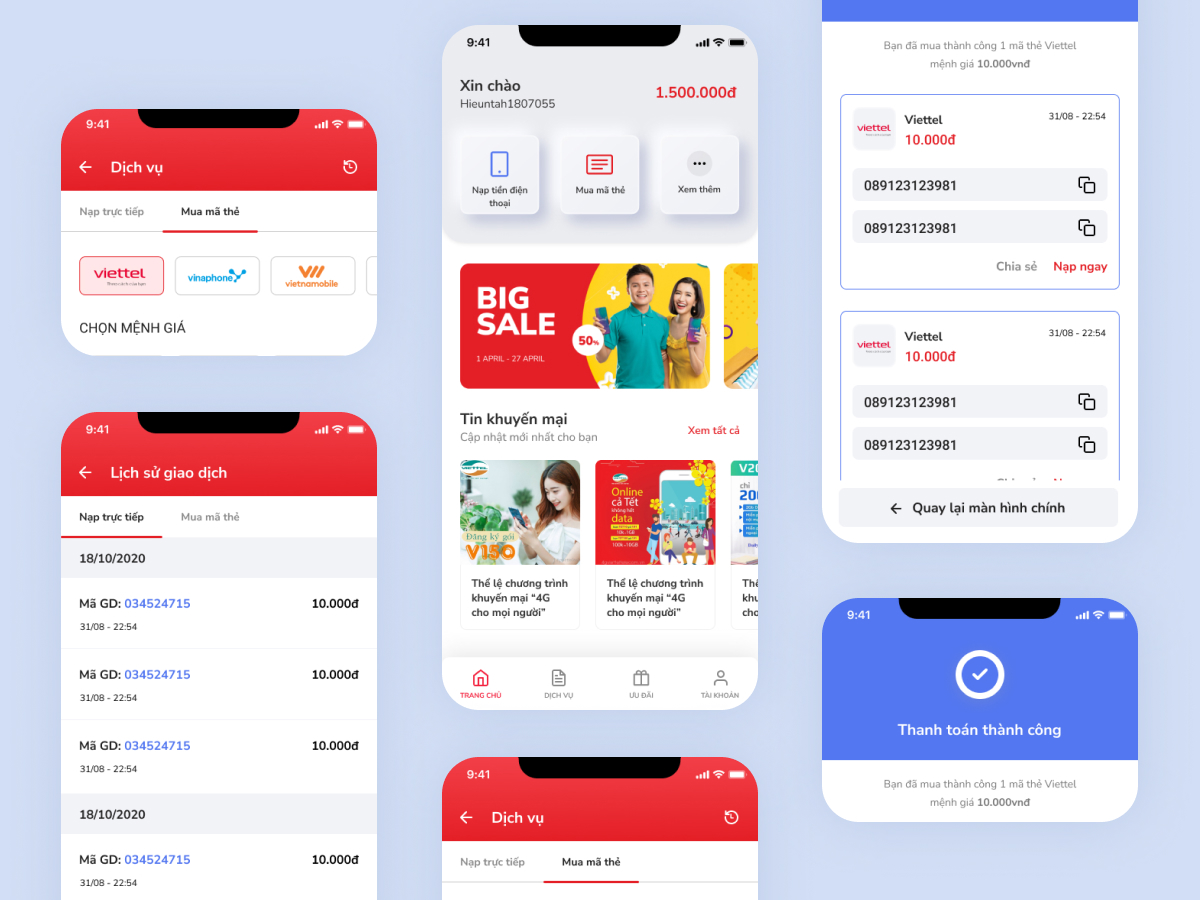 9:41
Dịch vụ
Nạp trực tiếp
Mua mã thẻ
viettel
vinaphone
vietnamobile
CHỌN MỆNH GIÁ
9:41
Lịch sử giao dịch
Nạp trực tiếp
Mua mã thẻ
18/10/2020
Mã GD: 034524715
10.000đ
31/08 - 22:54
Mã GD: 034524715
10.000đ
31/08 - 22:54
Mã GD: 034524715
10.000đ
31/08 - 22:54
18/10/2020
Mã GD: 034524715
10.000đ
31/08 - 22:54
9:41
Xin chào
Hieuntah1807055
1.500.000đ
Nạp tiền điện
thoại
Mua mã thẻ
Xem thêm
BIG
SALE
50%
1 APRIL - 27 APRIL
Tin khuyến mại
Cập nhật mới nhất cho bạn
Xem tất cả
VIETTEL
Đăng ký gói
V150
Online
cả Tết
không hết
data
V20
chỉ
200
Thể lệ chương trình
khuyến mại “4G
cho mọi người”
Thể lệ chương trình
khuyến mại “4G
cho mọi người”
TRANG CHỦ
DỊCH VỤ
ƯU ĐÃI
TÀI KHOẢN
9:41
Dịch vụ
Nạp trực tiếp
Mua mã thẻ
Bạn đã mua thành công 1 mã thẻ Viettel
mệnh giá 10.000vnđ
viettel
Viettel
10.000đ
31/08 - 22:54
089123123981
089123123981
Chia sẻ
Nạp ngay
viettel
Viettel
10.000đ
31/08 - 22:54
089123123981
089123123981
Quay lại màn hình chính
9:41
Thanh toán thành công
Bạn đã mua thành công 1 mã thẻ Viettel
mệnh giá 10.000vnđ